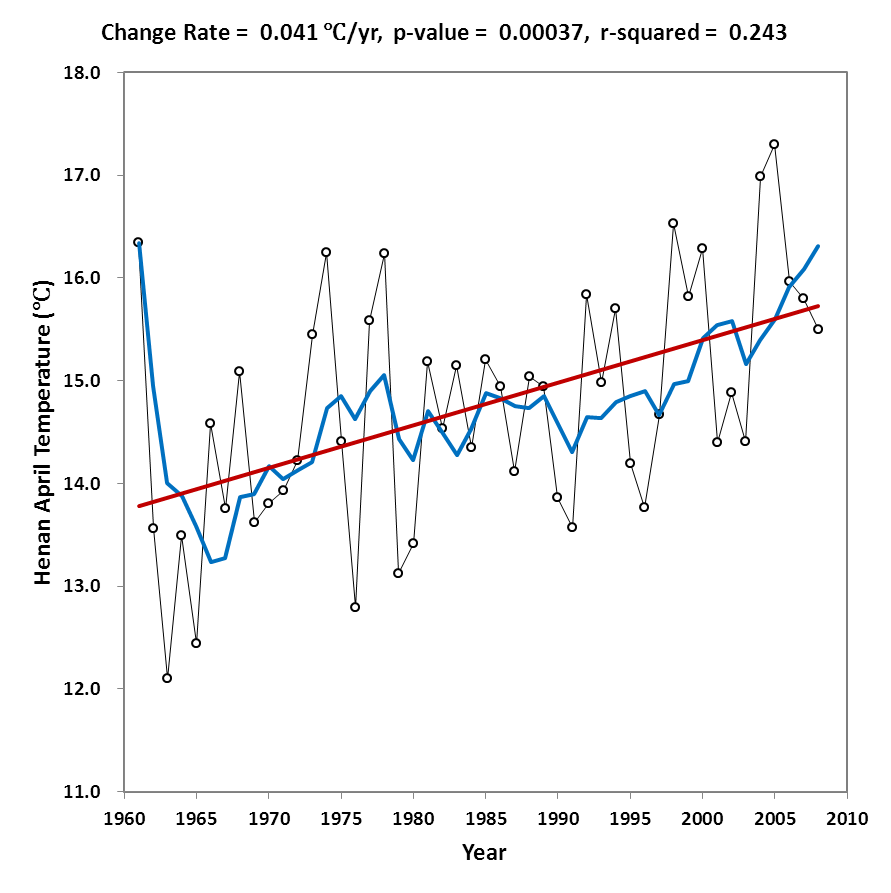 Change Rate = 0.041 ℃/yr, p-value = 0.00037, r-squared = 0.243
18.0
17.0
16.0
15.0
14.0
13.0
12.0
11.0
Henan April Temperature (℃)
1960 1965 1970 1975 1980 1985 1990 1995 2000 2005 2010
Year